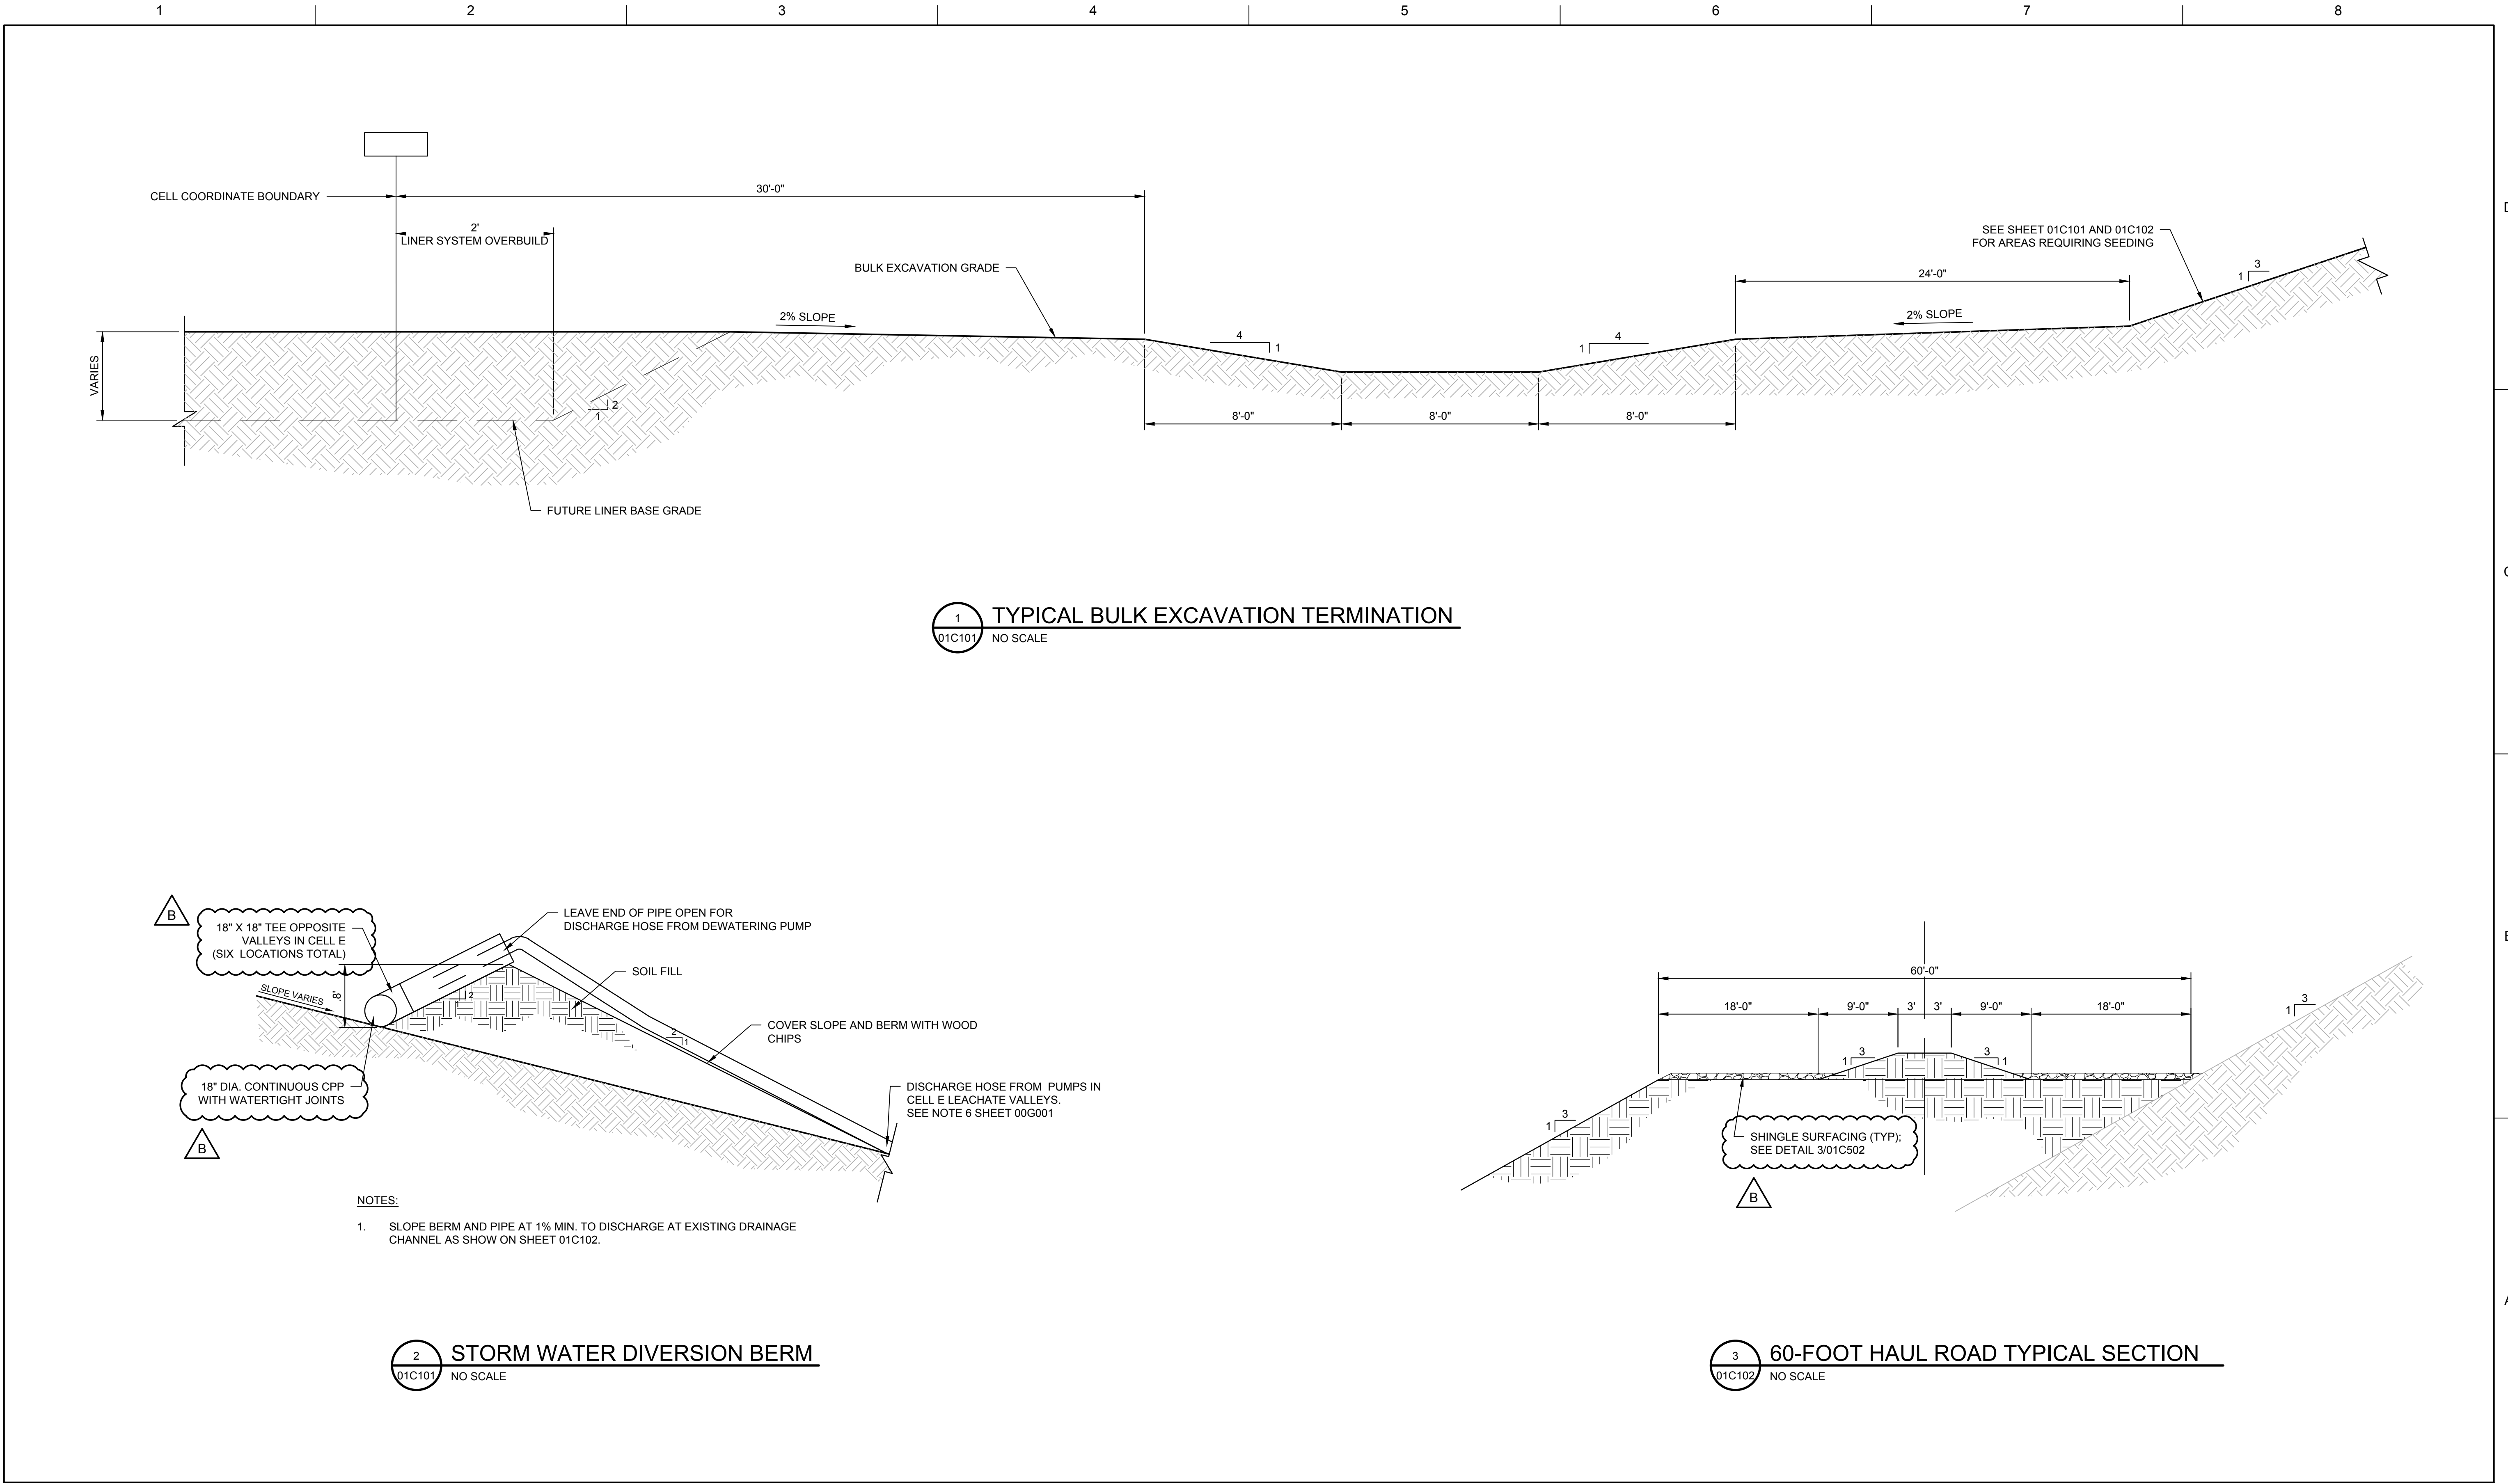 1 2 3 4 5 6 7 8
D
C
B
A
CELL COORDINATE BOUNDARY
30'-0"
2'
LINER SYSTEM OVERBUILD
BULK EXCAVATION GRADE
SEE SHEET 01C101 AND 01C102
FOR AREAS REQUIRING SEEDING
24'-0"
3
1
2% SLOPE
2% SLOPE
4
1
4
1
VARIES
2
1
8'-0" 8'-0" 8'-0"
FUTURE LINER BASE GRADE
1
01C101
TYPICAL BULK EXCAVATION TERMINATION
NO SCALE
B
18" X 18" TEE OPPOSITE
VALLEYS IN CELL E
(SIX LOCATIONS TOTAL)
LEAVE END OF PIPE OPEN FOR
DISCHARGE HOSE FROM DEWATERING PUMP
SOIL FILL
SLOPE VARIES
.8'
2
1
2
1
COVER SLOPE AND BERM WITH WOOD
CHIPS
18" DIA. CONTINUOUS CPP
WITH WATERTIGHT JOINTS
B
DISCHARGE HOSE FROM PUMPS IN
CELL E LEACHATE VALLEYS.
SEE NOTE 6 SHEET 00G001
NOTES:
1. SLOPE BERM AND PIPE AT 1% MIN. TO DISCHARGE AT EXISTING DRAINAGE
CHANNEL AS SHOW ON SHEET 01C102.
2
01C101
STORM WATER DIVERSION BERM
NO SCALE
60'-0"
18'-0" 9'-0" 3' 3' 9'-0" 18'-0"
3
1
3
1
3
1
3
1
SHINGLE SURFACING (TYP);
SEE DETAIL 3/01C502
B
3
01C102
60-FOOT HAUL ROAD TYPICAL SECTION
NO SCALE